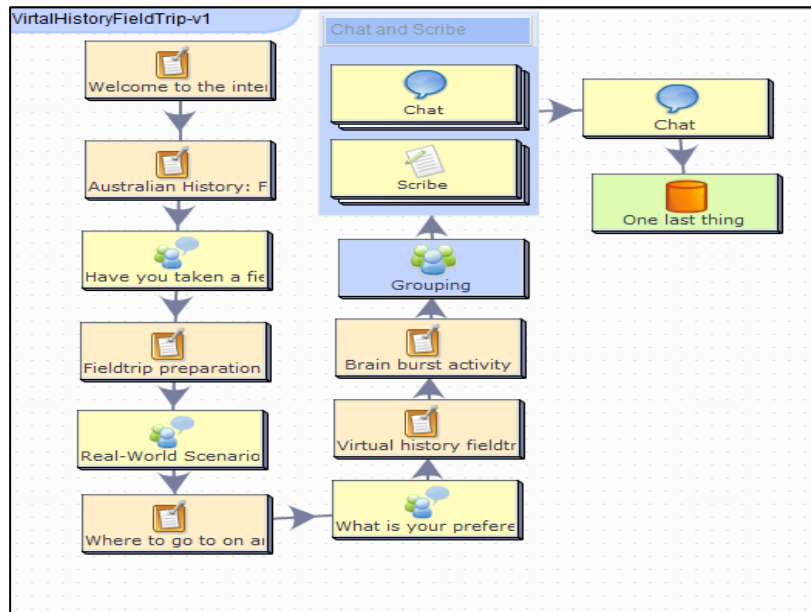 VirtalHistoryFieldTrip-v1
Welcome to the inter
Australian History: F
Have you taken a fie
Fieldtrip preparation
Real-World Scenario
Where to go to on an
What is your prefere
Virtual history fieldtr
Brain burst activity
Grouping
Chat and Scribe
Chat
Scribe
Chat
One last thing